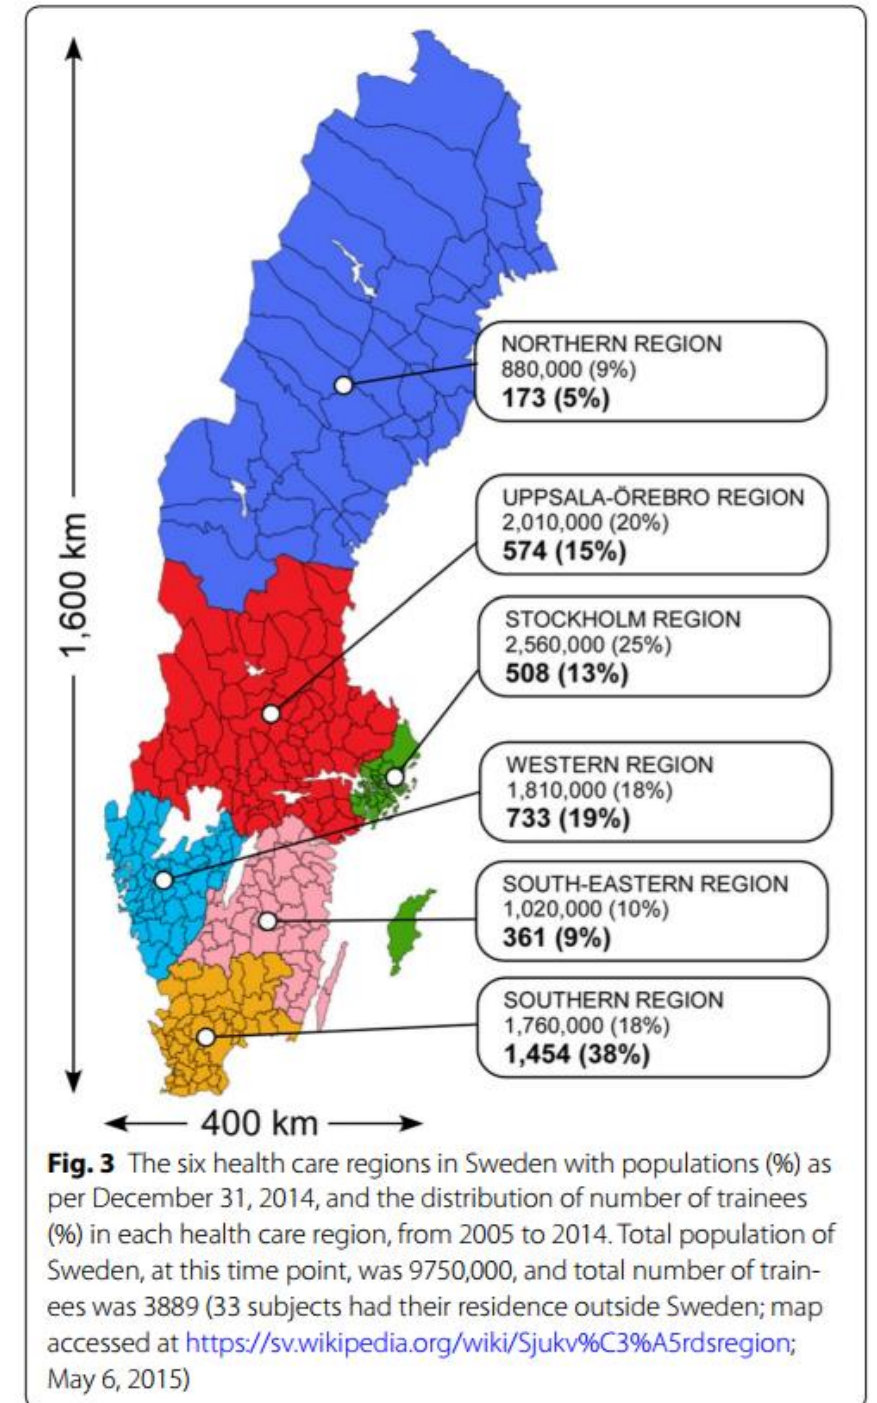 1,600 km
NORTHERN REGION
880,000 (9%)
173 (5%)
UPPSALA-ÖREBRO REGION
2,010,000 (20%)
574 (15%)
STOCKHOLM REGION
2,560,000 (25%)
508 (13%)
WESTERN REGION
1,810,000 (18%)
733 (19%)
SOUTH-EASTERN REGION
1,020,000 (10%)
361 (9%)
SOUTHERN REGION
1,760,000 (18%)
1,454 (38%)
400 km
Fig. 3 The six health care regions in Sweden with populations (%) as
per December 31, 2014, and the distribution of number of trainees
(%) in each health care region, from 2005 to 2014. Total population of
Sweden, at this time point, was 9750,000, and total number of train-
ees was 3889 (33 subjects had their residence outside Sweden; map
accessed at https://sv.wikipedia.org/wiki/Sjukv%C3%A5rdsregion;
May 6, 2015)